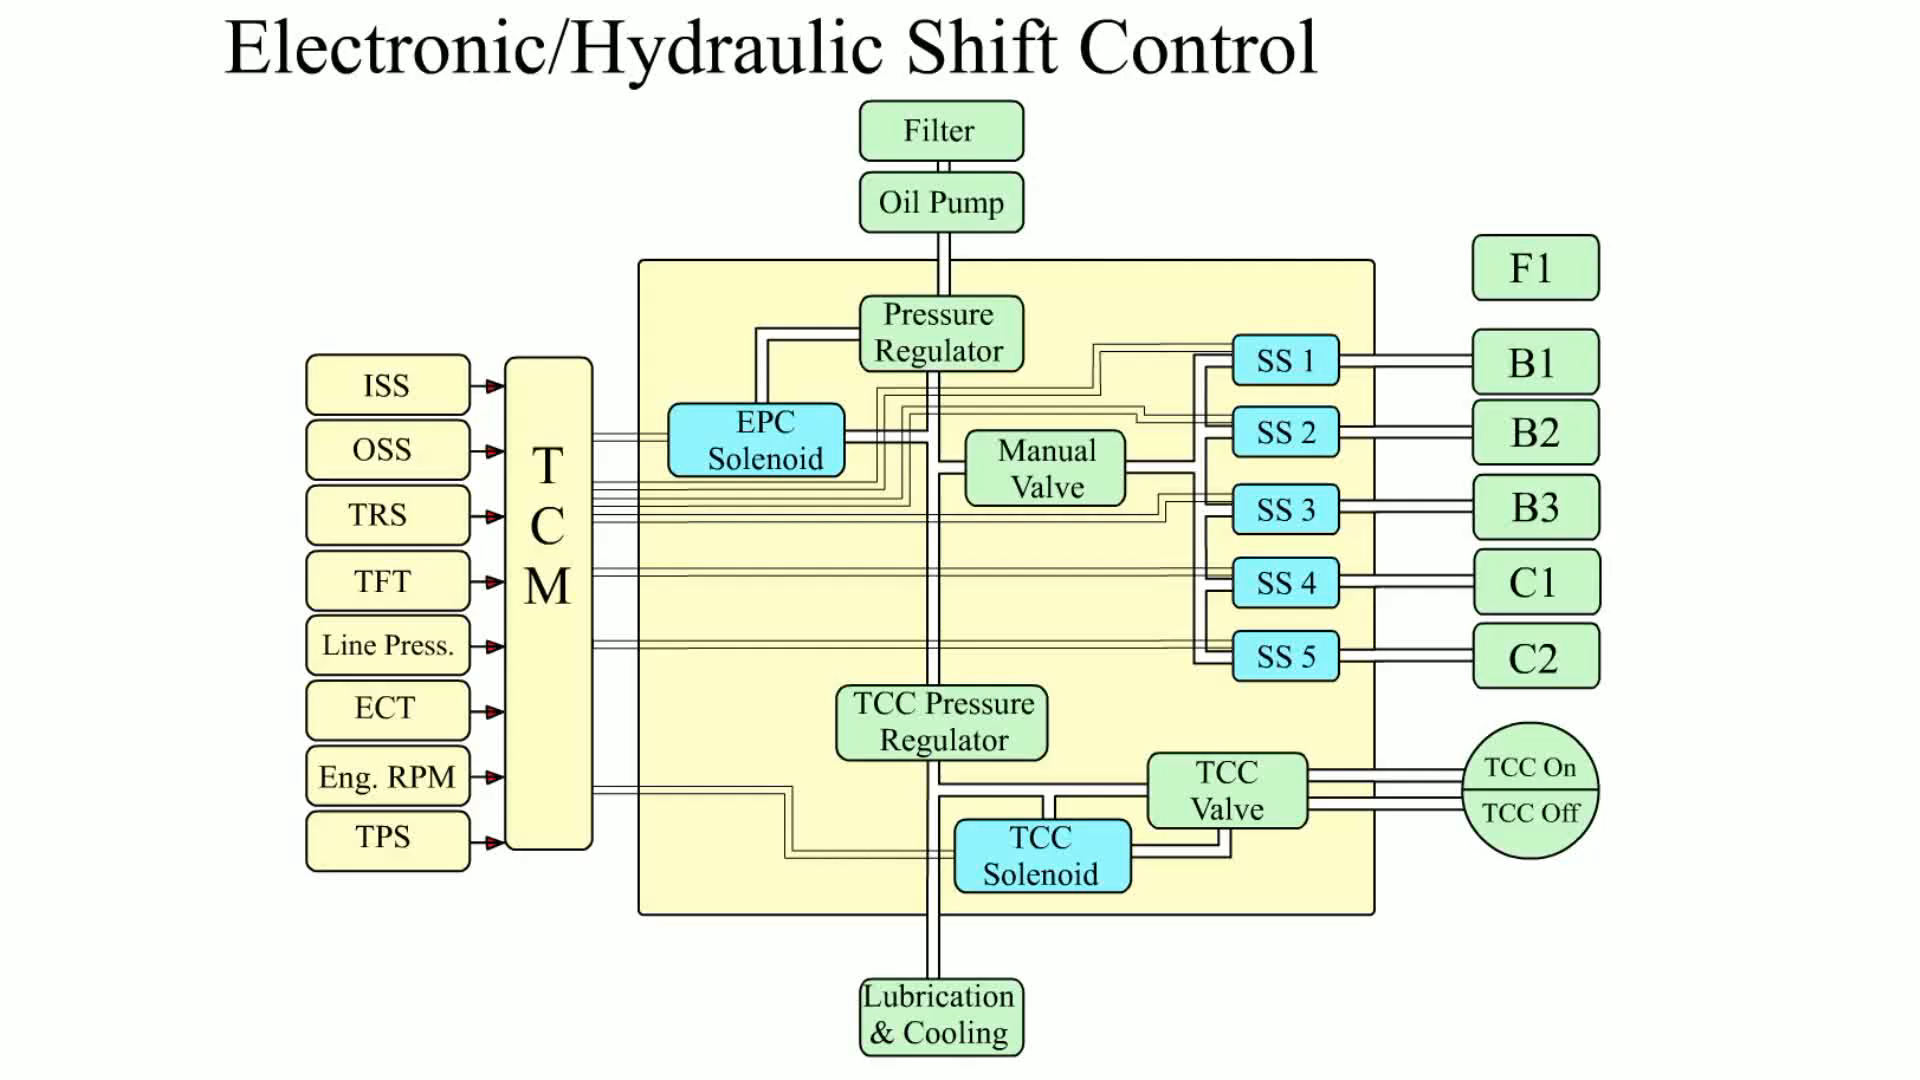 Electronic/Hydraulic Shift Control
Filter
Oil Pump
Pressure
Regulator
EPC
Solenoid
Manual
Valve
SS 1
SS 2
SS 3
SS 4
SS 5
F1
B1
B2
B3
C1
C2
ISS
OSS
TRS
TFT
Line Press.
ECT
Eng. RPM
TPS
T
C
M
TCC Pressure
Regulator
TCC
Valve
TCC
Solenoid
TCC On
TCC Off
Lubrication
& Cooling